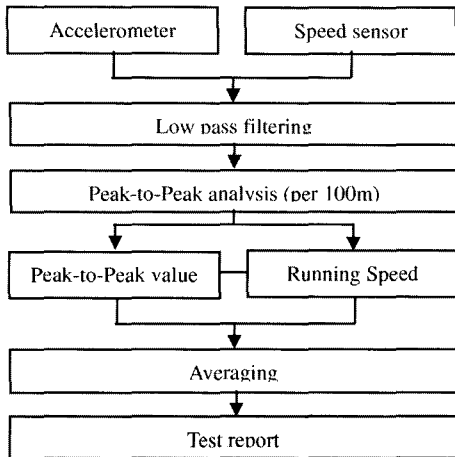 Accelerometer
Speed sensor
Low pass filtering
Peak-to-Peak analysis (per 100m)
Peak-to-Peak value
Running Speed
Averaging
Test report